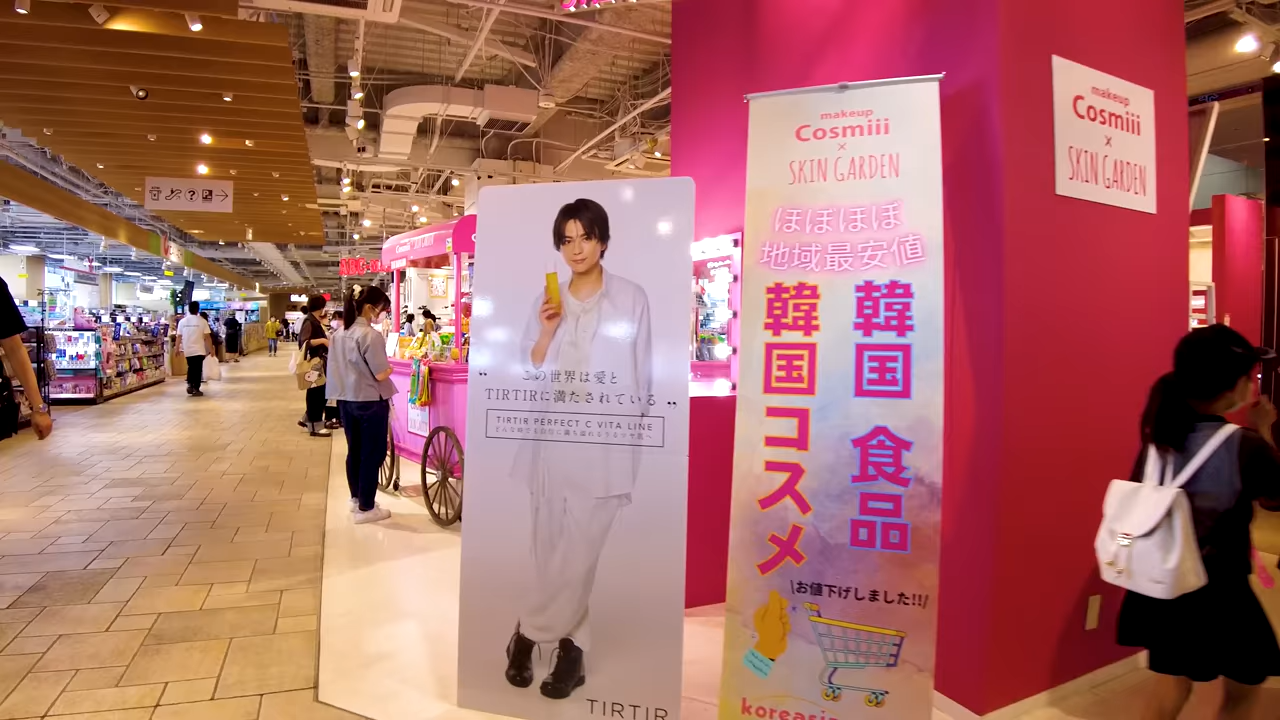 makeup
Cosmiii
×
SKIN GARDEN
ほぼほぼ
地域最安値
韓国 食品
韓国コスメ
\お値下げしました!!/
makeup
Cosmiii
×
SKIN GARDEN
“この世界は愛と
TIRTIRに満たされている„
TIRTIR PERFECT C VITA LINE
TIRTIR